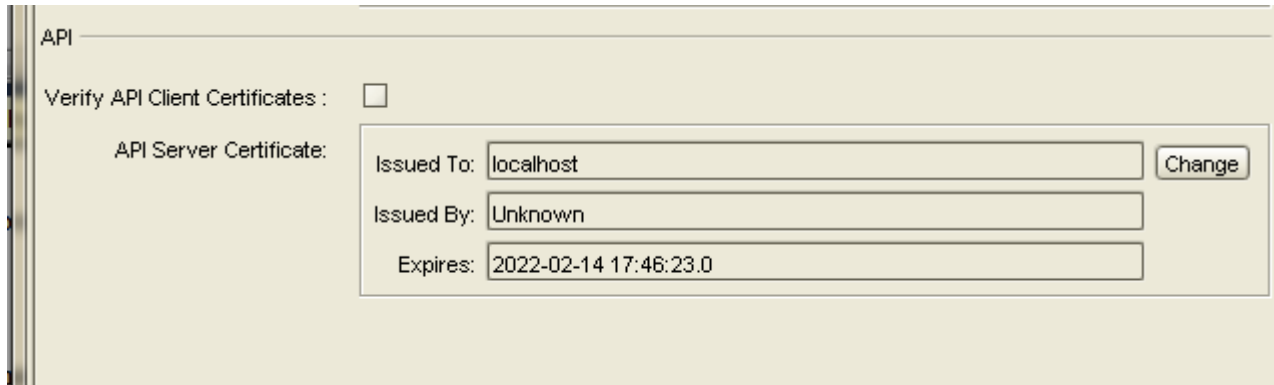 API
Verify API Client Certificates :
API Server Certificate:
Issued To: localhost Change
Issued By: Unknown
Expires: 2022-02-14 17:46:23.0